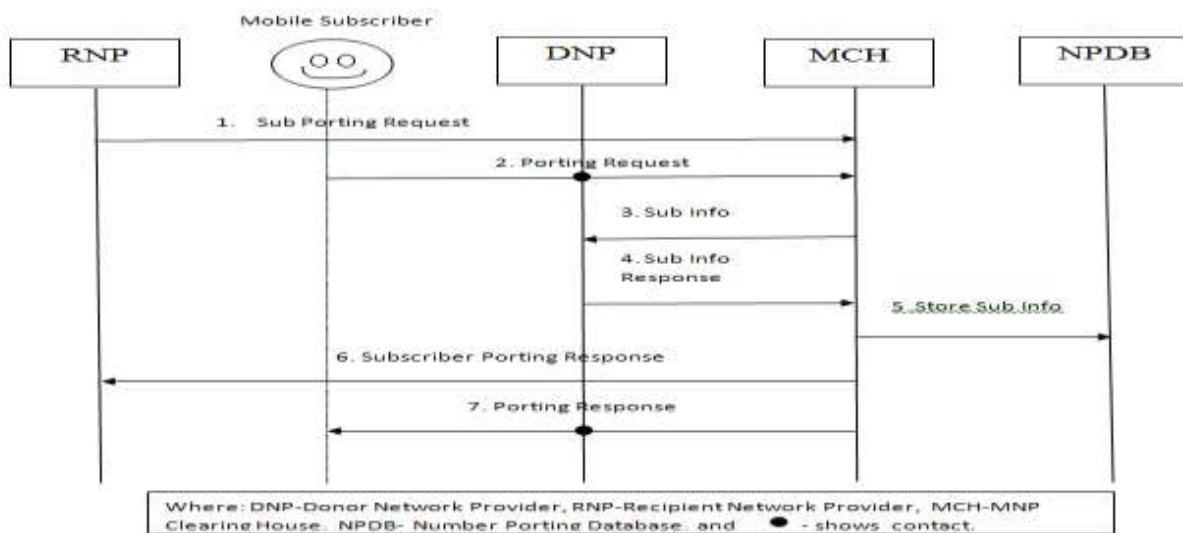 Mobile Subscriber
RNP
DNP
MCH
NPDB
1. Sub Porting Request
2. Porting Request
3. Sub Info
4. Sub Info
Response
5 .Store Sub Info
6. Subscriber Porting Response
7. Porting Response
Where: DNP-Donor Network Provider, RNP-Recipient Network Provider, MCH-MNP
Clearing House, NPDB- Number Porting Database, and ● - shows contact.